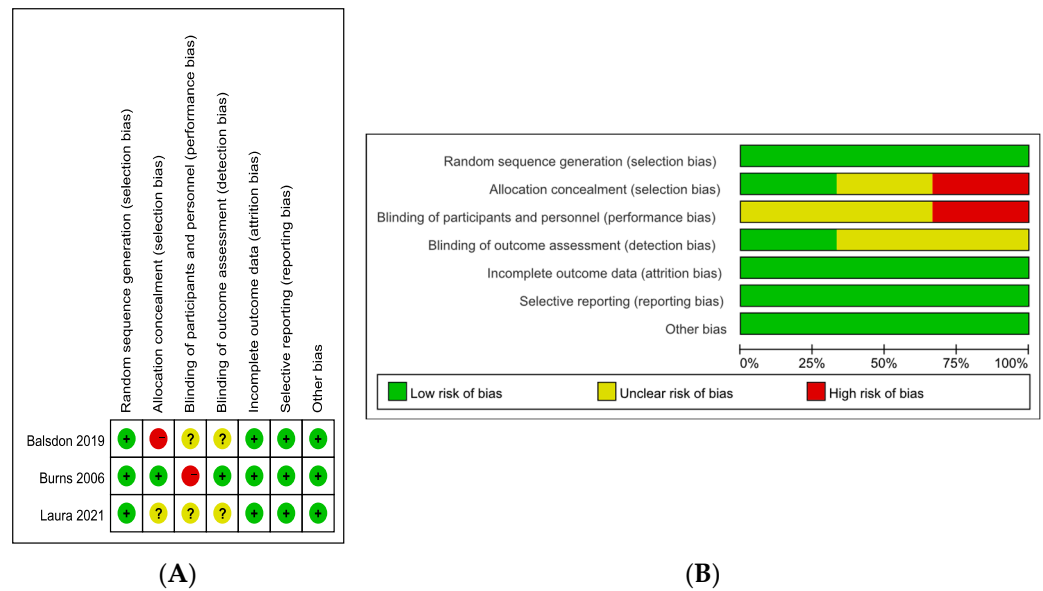 Random sequence generation (selection bias)
Allocation concealment (selection bias)
Blinding of participants and personnel (performance bias)
Blinding of outcome assessment (detection bias)
Incomplete outcome data (attrition bias)
Selective reporting (reporting bias)
Other bias
Balsdon 2019 + - ? ? + + +
Burns 2006 + + - + + + +
Laura 2021 + ? ? ? + + +
(A)
Random sequence generation (selection bias)
Allocation concealment (selection bias)
Blinding of participants and personnel (performance bias)
Blinding of outcome assessment (detection bias)
Incomplete outcome data (attrition bias)
Selective reporting (reporting bias)
Other bias
0% 25% 50% 75% 100%
Low risk of bias Unclear risk of bias High risk of bias
(B)